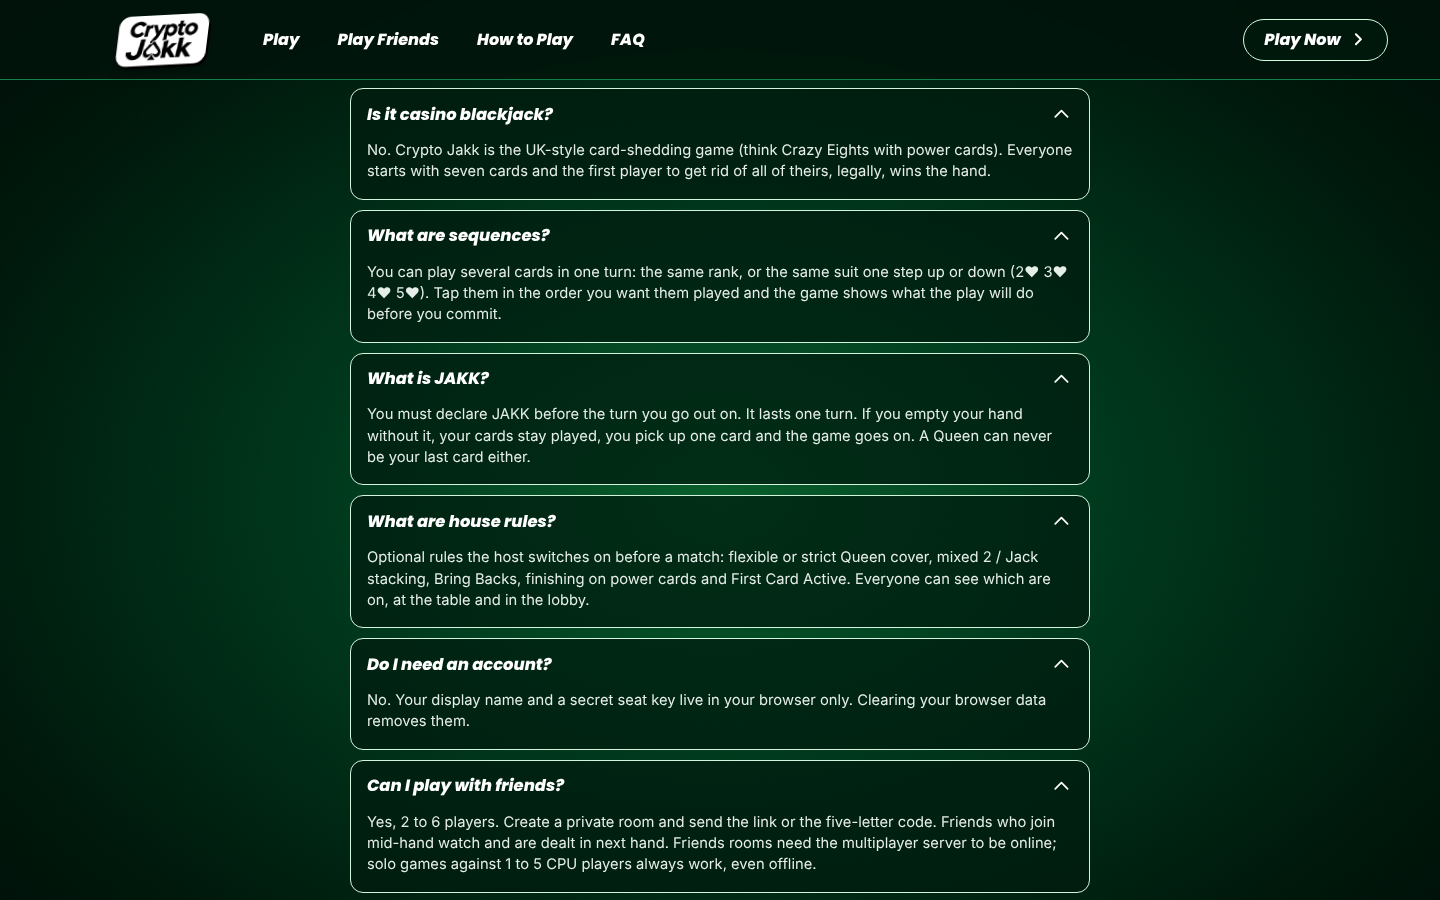 Crypto
Jakk
Play
Play Friends
How to Play
FAQ
Play Now
Is it casino blackjack?
No. Crypto Jakk is the UK-style card-shedding game (think Crazy Eights with power cards). Everyone
starts with seven cards and the first player to get rid of all of theirs, legally, wins the hand.
What are sequences?
You can play several cards in one turn: the same rank, or the same suit one step up or down (2♥ 3♥
4♥ 5♥). Tap them in the order you want them played and the game shows what the play will do
before you commit.
What is JAKK?
You must declare JAKK before the turn you go out on. It lasts one turn. If you empty your hand
without it, your cards stay played, you pick up one card and the game goes on. A Queen can never
be your last card either.
What are house rules?
Optional rules the host switches on before a match: flexible or strict Queen cover, mixed 2 / Jack
stacking, Bring Backs, finishing on power cards and First Card Active. Everyone can see which are
on, at the table and in the lobby.
Do I need an account?
No. Your display name and a secret seat key live in your browser only. Clearing your browser data
removes them.
Can I play with friends?
Yes, 2 to 6 players. Create a private room and send the link or the five-letter code. Friends who join
mid-hand watch and are dealt in next hand. Friends rooms need the multiplayer server to be online;
solo games against 1 to 5 CPU players always work, even offline.